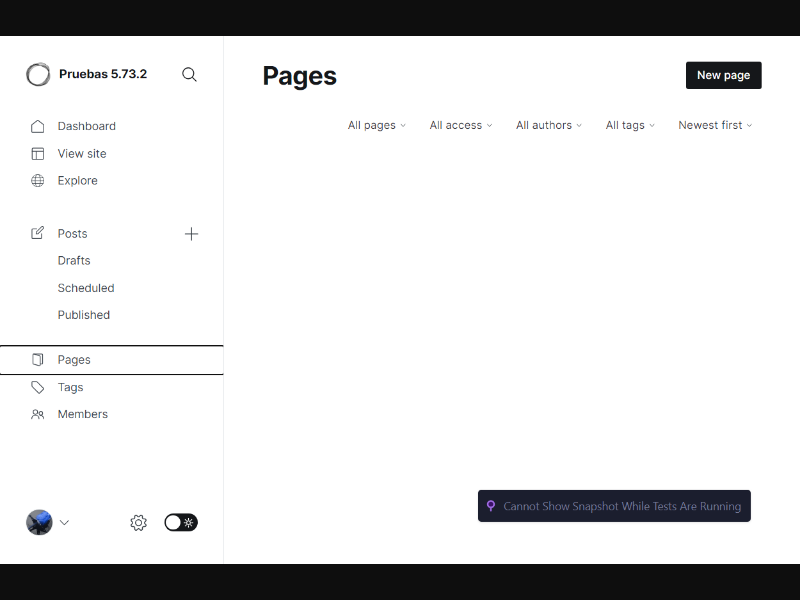 Pruebas 5.73.2
Dashboard
View site
Explore
Posts
Drafts
Scheduled
Published
Pages
Tags
Members
Pages
New page
All pages
All access
All authors
All tags
Newest first
Cannot Show Snapshot While Tests Are Running